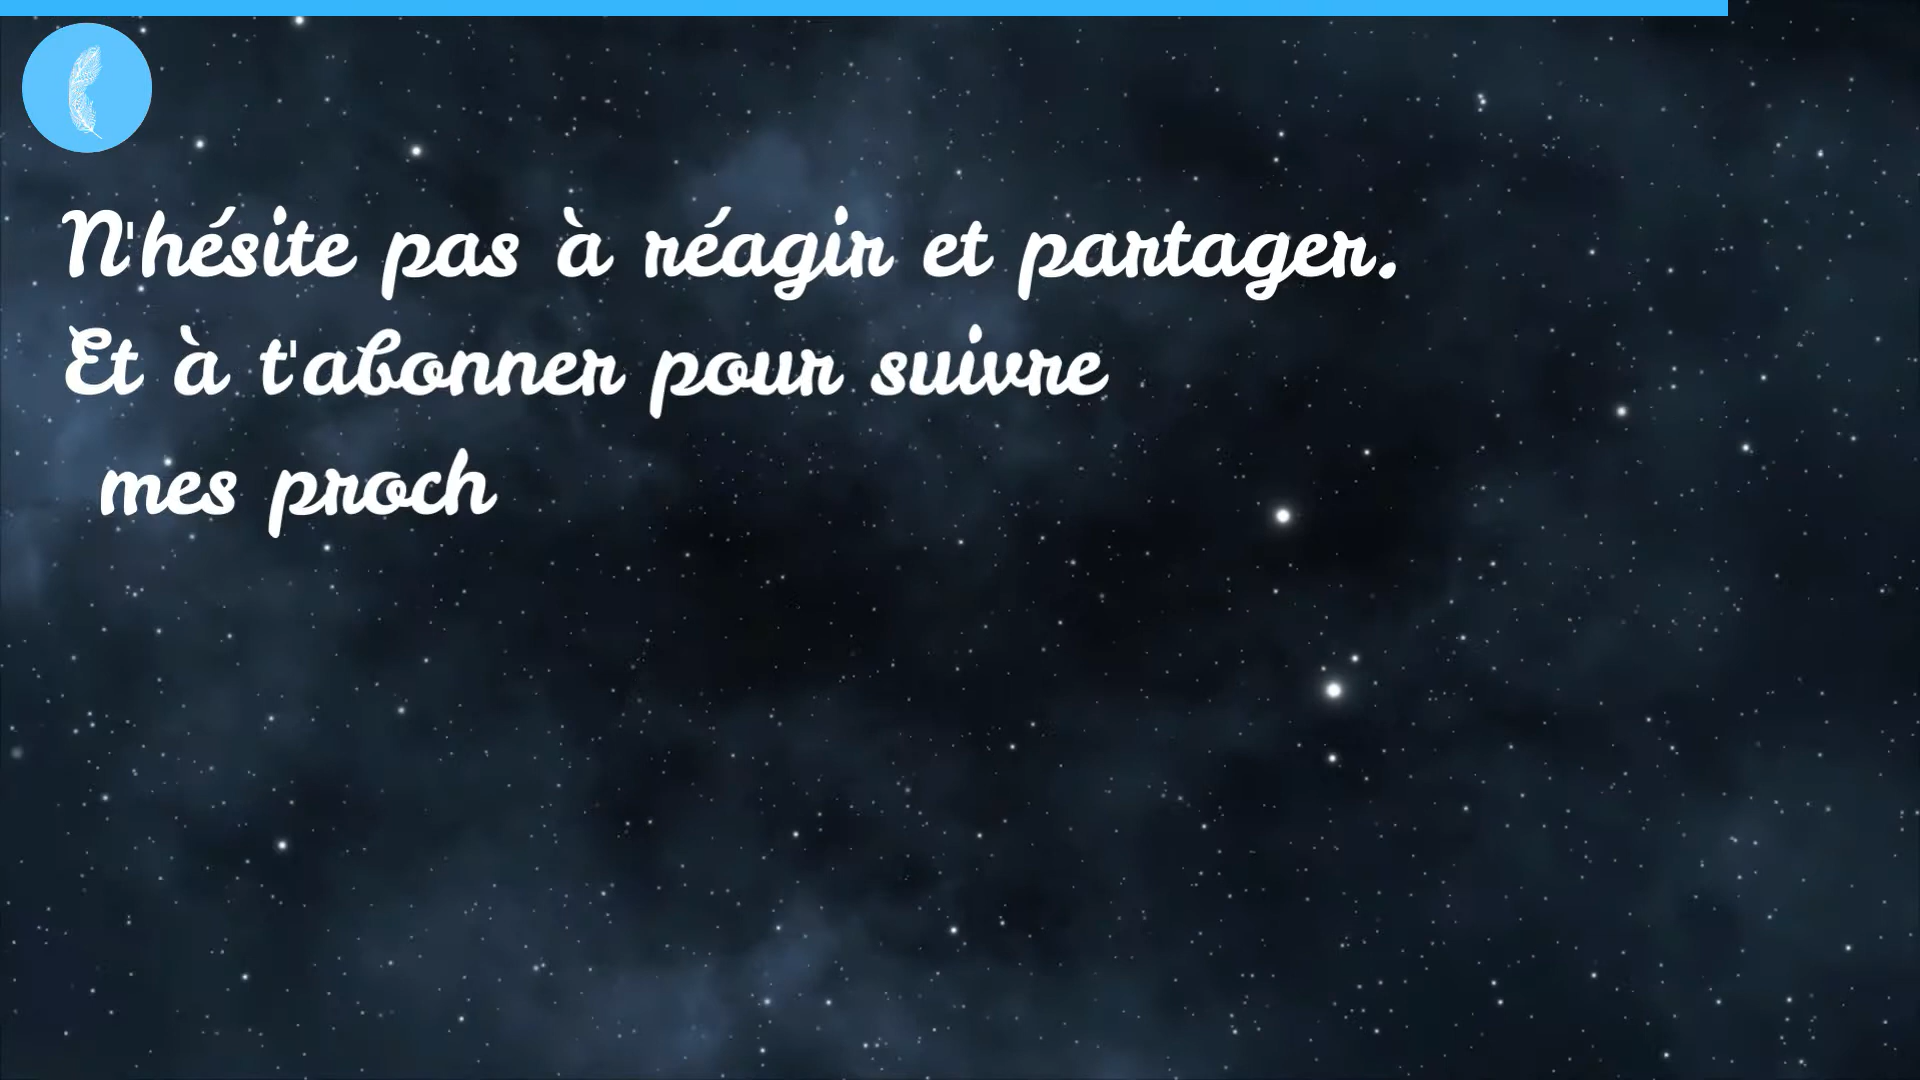 N'hésite pas à réagir et partager.
Et à t'abonner pour suivre
mes proch